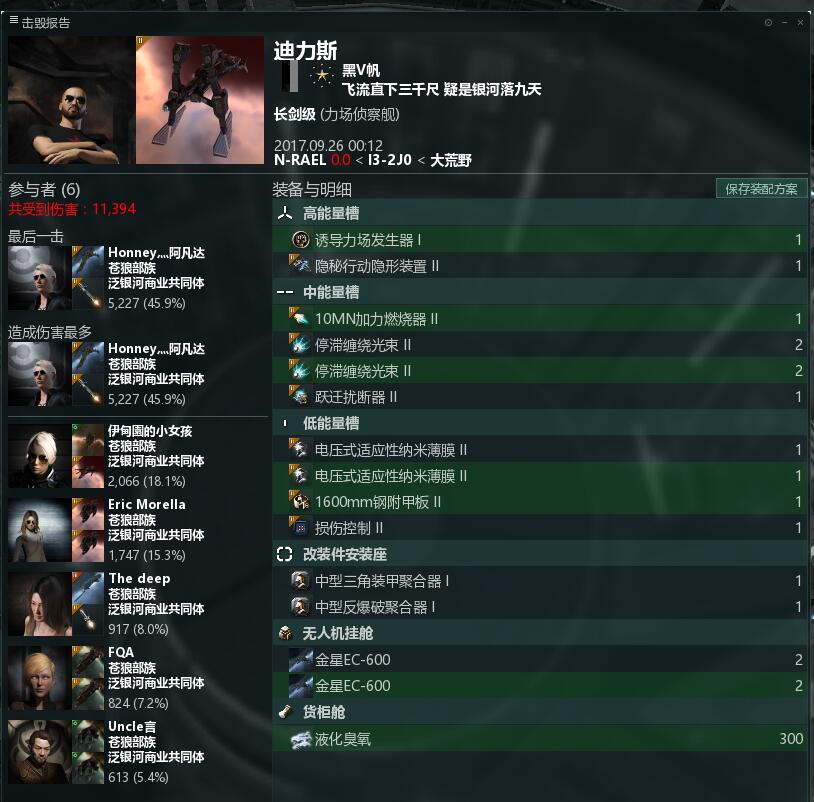 击毁报告
迪力斯
黑V帆
飞流直下三千尺 疑是银河落九天
长剑级 (力场侦察舰)
2017.09.26 00:12
N-RAEL 0.0 < I3-2J0 < 大荒野
参与者 (6)
共受到伤害：11,394
最后一击
Honney灬阿凡达
苍狼部族
泛银河商业共同体
5,227 (45.9%)
造成伤害最多
Honney灬阿凡达
苍狼部族
泛银河商业共同体
5,227 (45.9%)
伊甸園的小女孩
苍狼部族
泛银河商业共同体
2,066 (18.1%)
Eric Morella
苍狼部族
泛银河商业共同体
1,747 (15.3%)
The deep
苍狼部族
泛银河商业共同体
917 (8.0%)
FQA
苍狼部族
泛银河商业共同体
824 (7.2%)
Uncle言
苍狼部族
泛银河商业共同体
613 (5.4%)
装备与明细
保存装配方案
高能量槽
诱导力场发生器 I 1
隐秘行动隐形装置 II 1
中能量槽
10MN加力燃烧器 II 1
停滞缠绕光束 II 2
停滞缠绕光束 II 2
跃迁扰断器 II 1
低能量槽
电压式适应性纳米薄膜 II 1
电压式适应性纳米薄膜 II 1
1600mm钢附甲板 II 1
损伤控制 II 1
改装件安装座
中型三角装甲聚合器 I 1
中型反爆破聚合器 I 1
无人机挂舱
金星EC-600 2
金星EC-600 2
货柜舱
液化臭氧 300